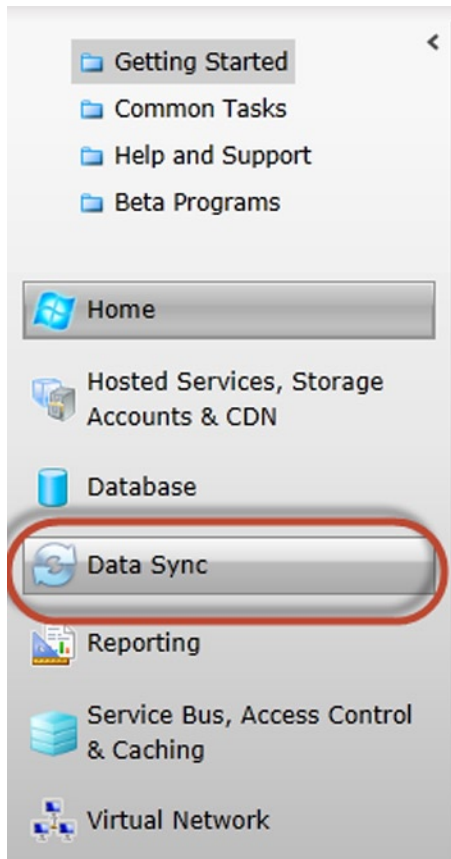 Getting Started
Common Tasks
Help and Support
Beta Programs
Home
Hosted Services, Storage
Accounts & CDN
Database
Data Sync
Reporting
Service Bus, Access Control
& Caching
Virtual Network